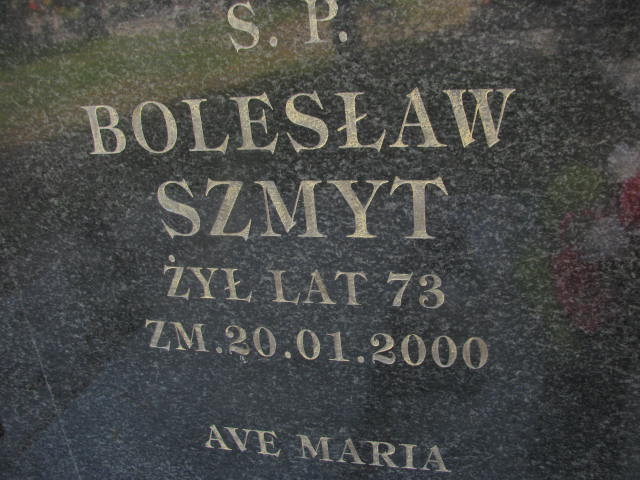 Ś. P.
BOLESŁAW
SZMYT
ŻYŁ LAT 73
ZM. 20.01.2000
AVE MARIA